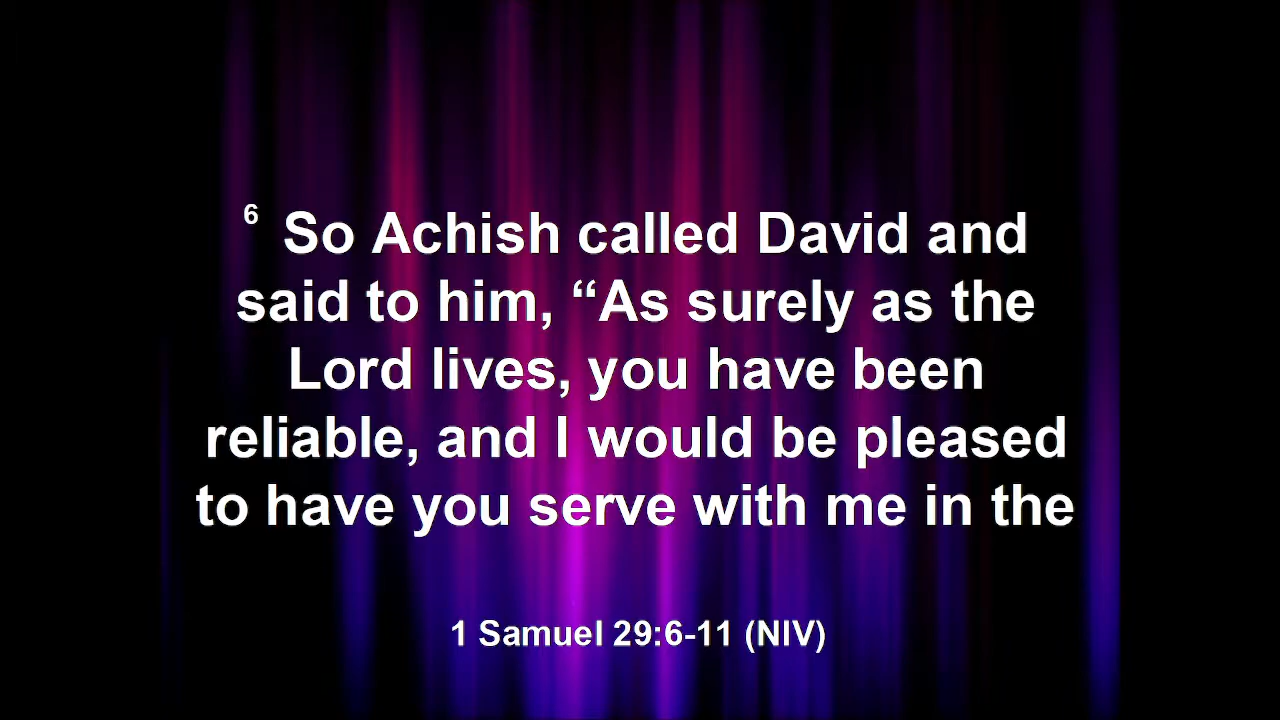 6 So Achish called David and
said to him, “As surely as the
Lord lives, you have been
reliable, and I would be pleased
to have you serve with me in the
1 Samuel 29:6-11 (NIV)